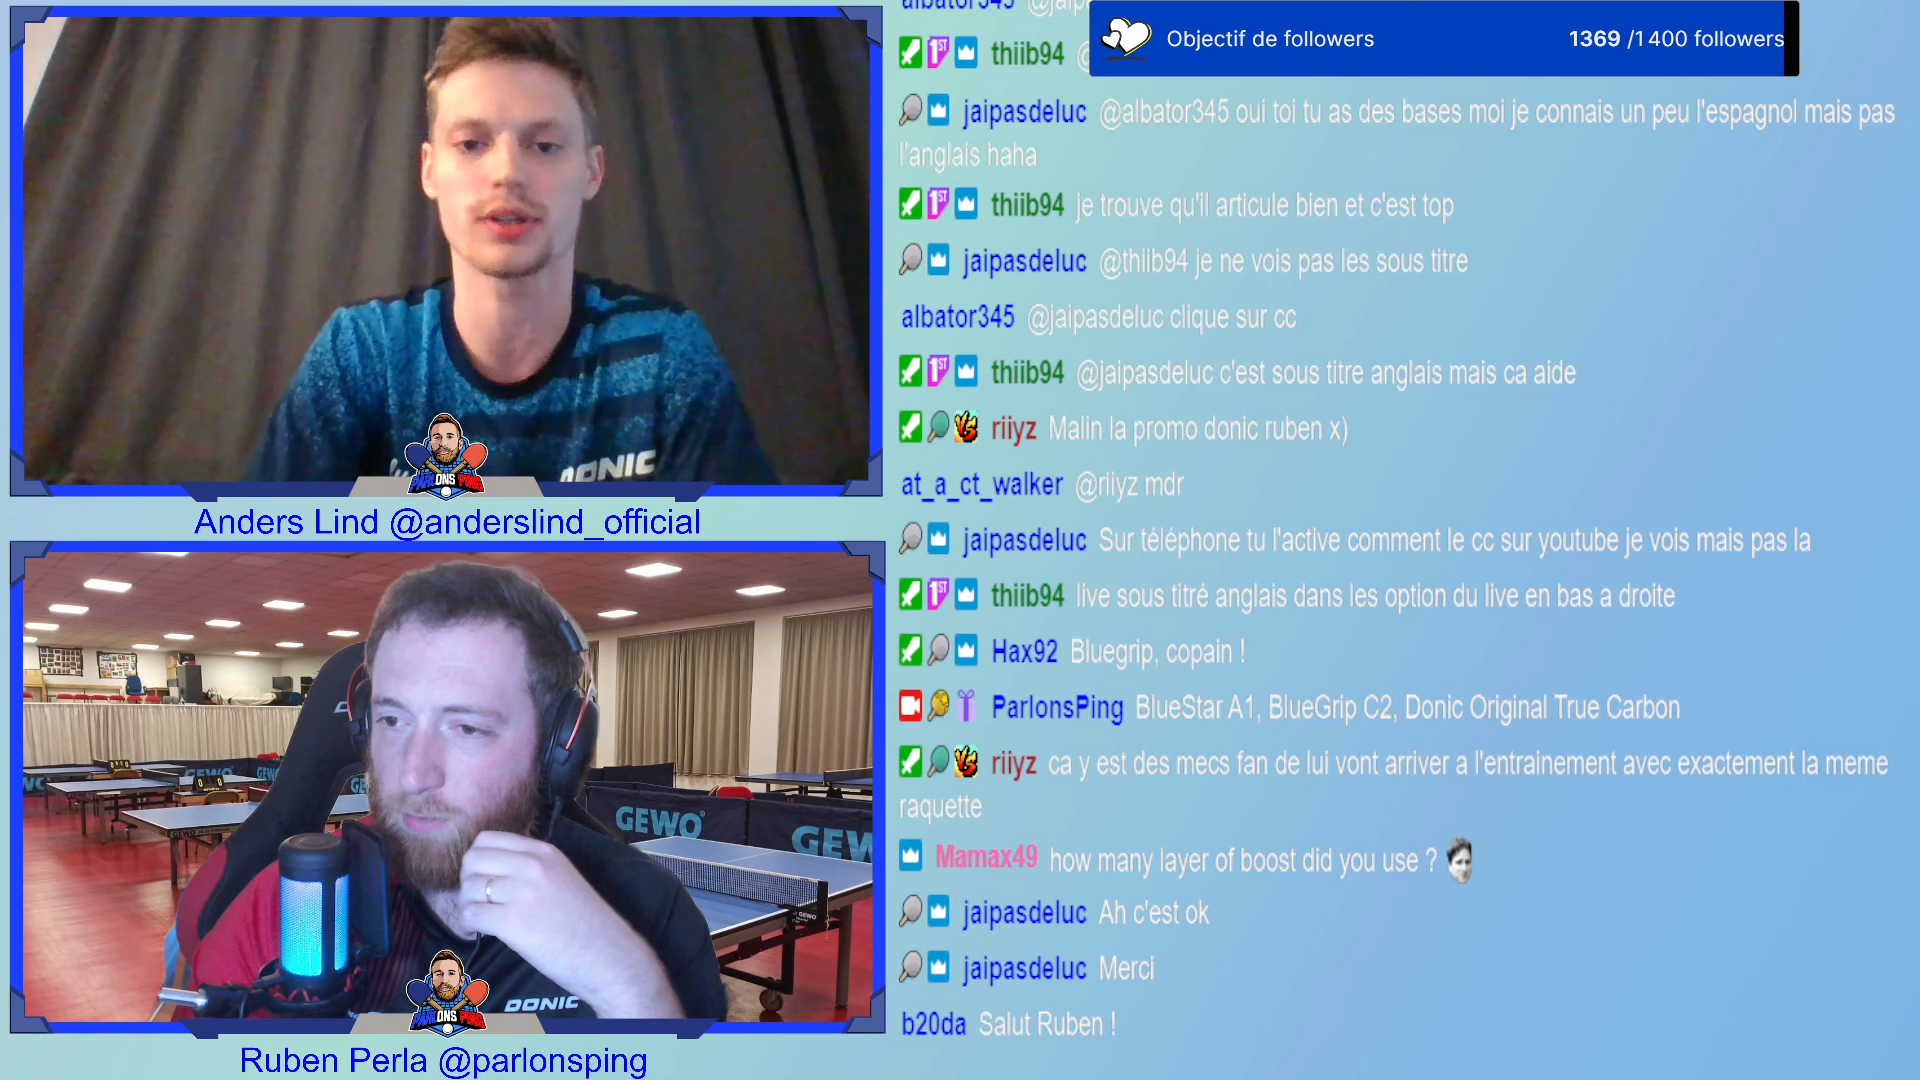 DONIC
PARLONS PING
Anders Lind @anderslind_official
GEWO
GEWO
GEWO
GEWO
DONIC
PARLONS PING
Ruben Perla @parlonsping
albator345
Objectif de followers 1369 /1 400 followers
thiib94 @
jaipasdeluc @albator345 oui toi tu as des bases moi je connais un peu l'espagnol mais pas
l'anglais haha
thiib94 je trouve qu'il articule bien et c'est top
jaipasdeluc @thiib94 je ne vois pas les sous titre
albator345 @jaipasdeluc clique sur cc
thiib94 @jaipasdeluc c'est sous titre anglais mais ca aide
riiyz Malin la promo donic ruben x)
at_a_ct_walker @riiyz mdr
jaipasdeluc Sur téléphone tu l'active comment le cc sur youtube je vois mais pas la
thiib94 live sous titré anglais dans les option du live en bas a droite
Hax92 Bluegrip, copain !
ParlonsPing BlueStar A1, BlueGrip C2, Donic Original True Carbon
riiyz ca y est des mecs fan de lui vont arriver a l'entrainement avec exactement la meme
raquette
Mamax49 how many layer of boost did you use ?
jaipasdeluc Ah c'est ok
jaipasdeluc Merci
b20da Salut Ruben !